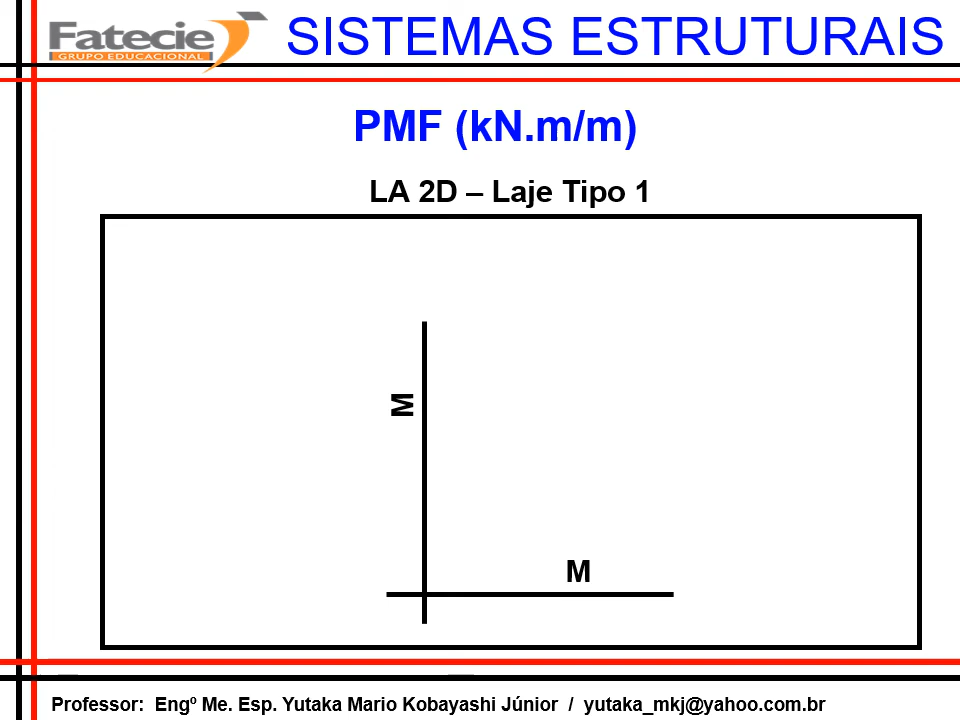 Fatecie
GRUPO EDUCACIONAL
SISTEMAS ESTRUTURAIS
PMF (kN.m/m)
LA 2D – Laje Tipo 1
M
M
Professor: Engº Me. Esp. Yutaka Mario Kobayashi Júnior / yutaka_mkj@yahoo.com.br